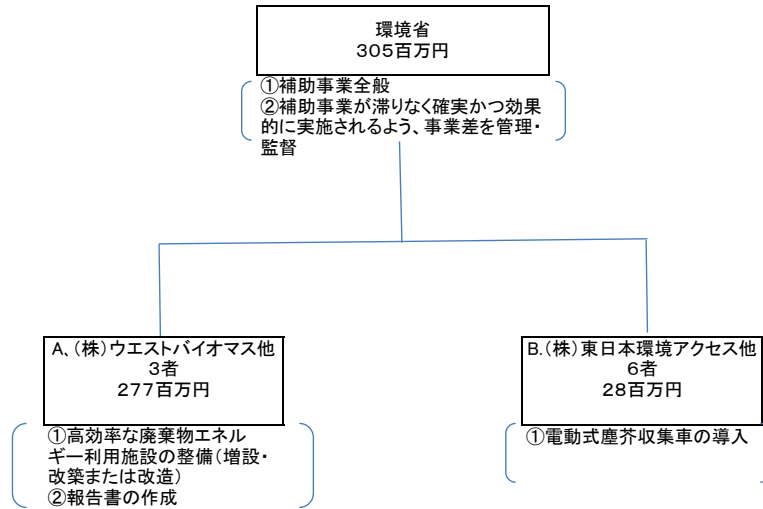 環境省
305百万円
①補助事業全般
②補助事業が滞りなく確実かつ効果
的に実施されるよう、事業差を管理・
監督
A、(株)ウエストバイオマス他
3者
277百万円
①高効率な廃棄物エネル
ギー利用施設の整備(増設・
改築または改造)
②報告書の作成
B.(株)東日本環境アクセス他
6者
28百万円
①電動式塵芥収集車の導入